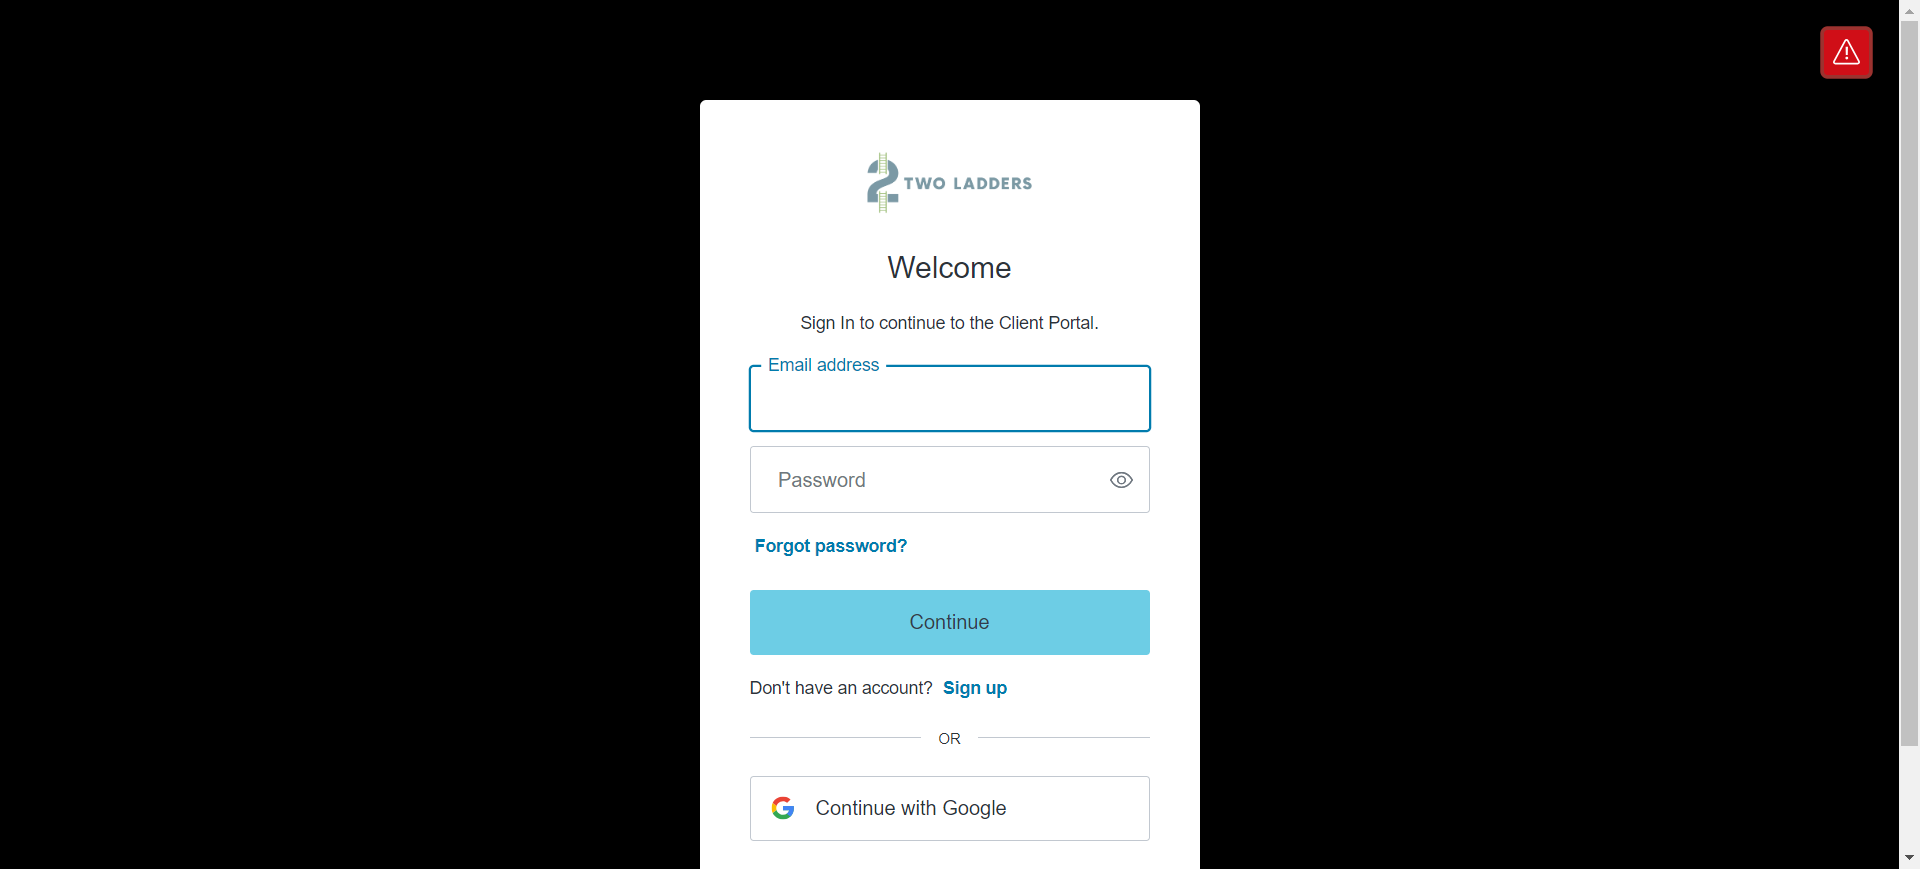 2 TWO LADDERS
Welcome
Sign In to continue to the Client Portal.
Email address
Password
Forgot password?
Continue
Don't have an account? Sign up
OR
Continue with Google